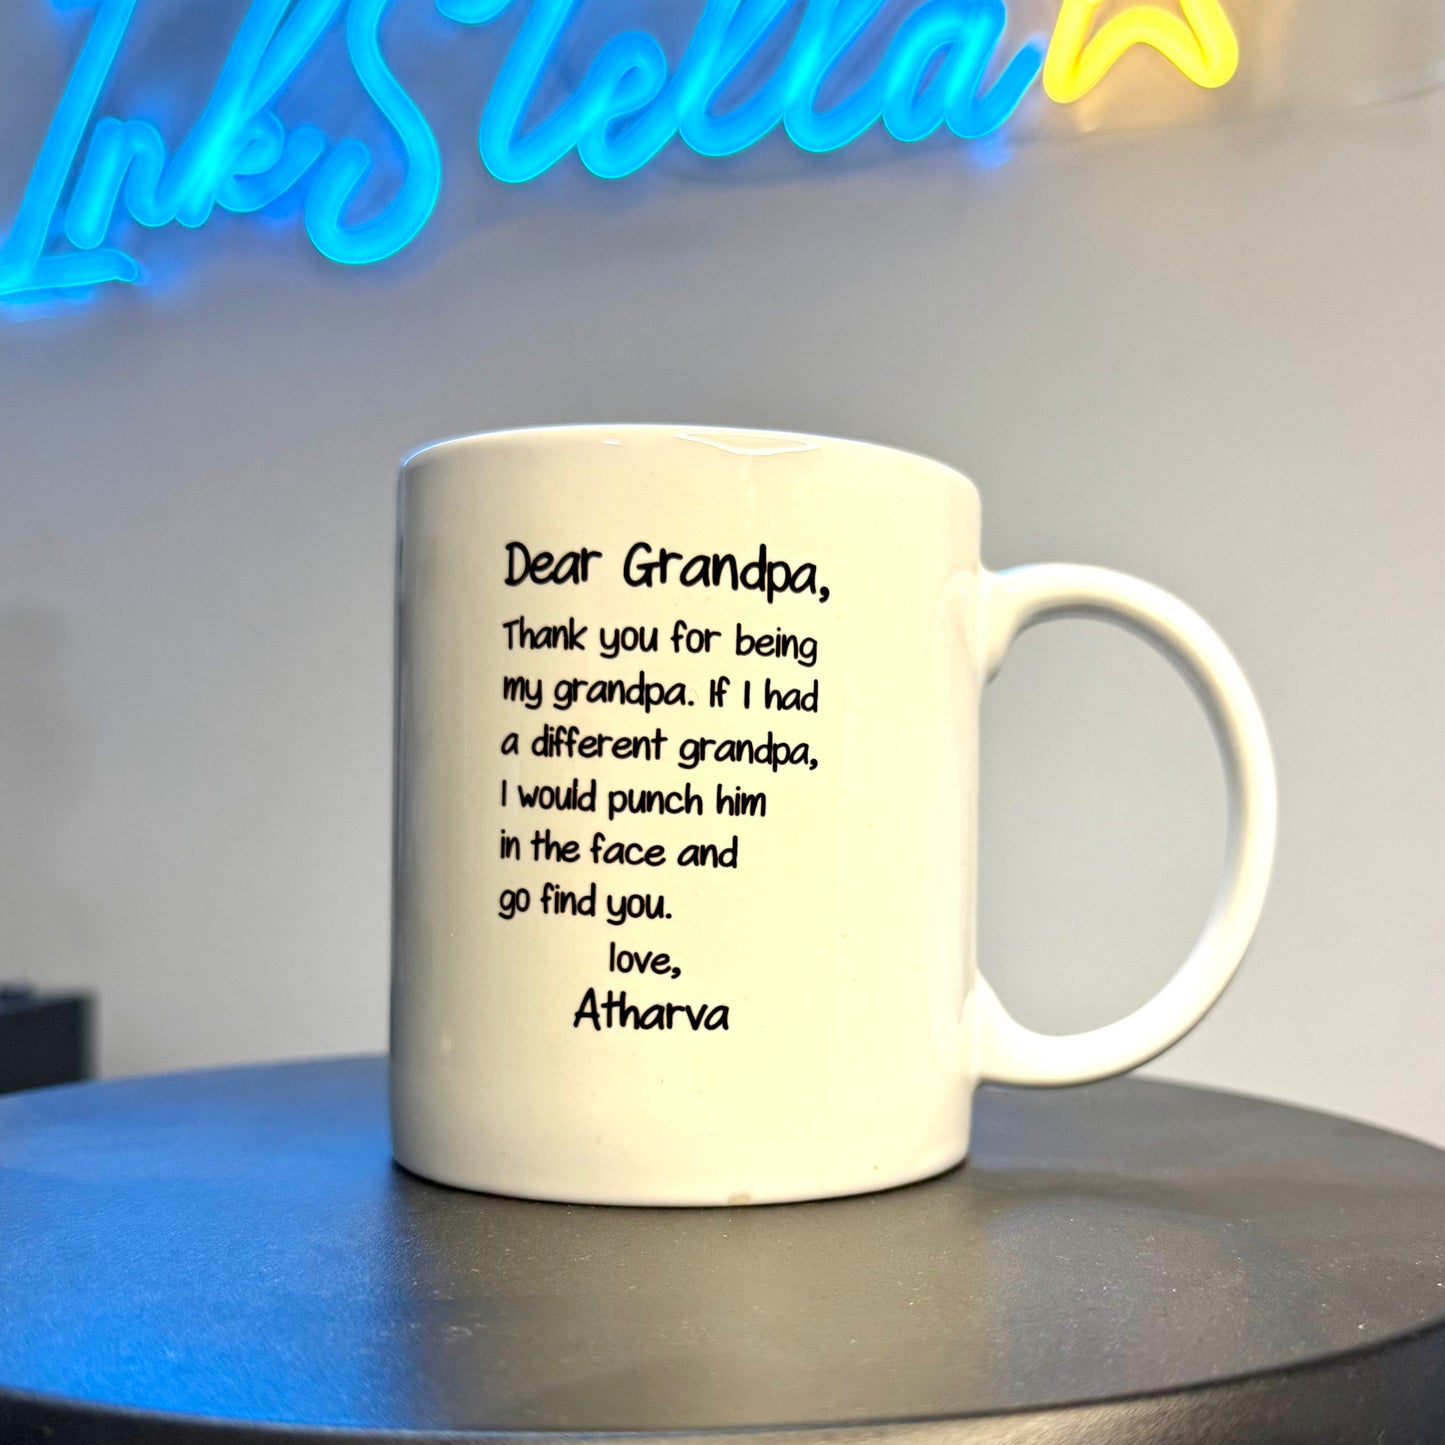 InkStella
Dear Grandpa,
Thank you for being
my grandpa. If I had
a different grandpa,
I would punch him
in the face and
go find you.
love,
Atharva